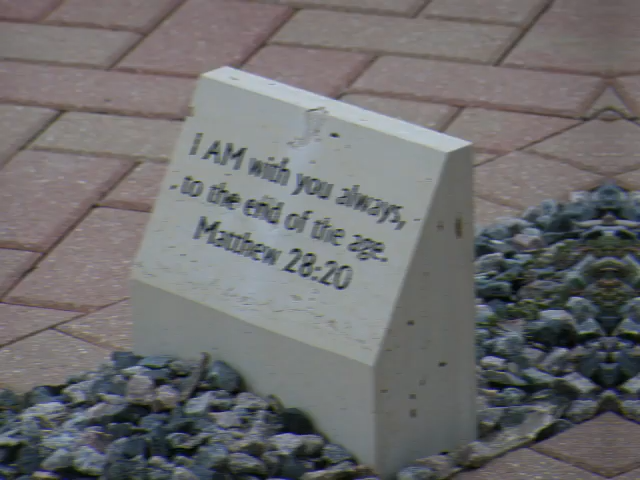 I AM with you always,
to the end of the age.
Matthew 28:20